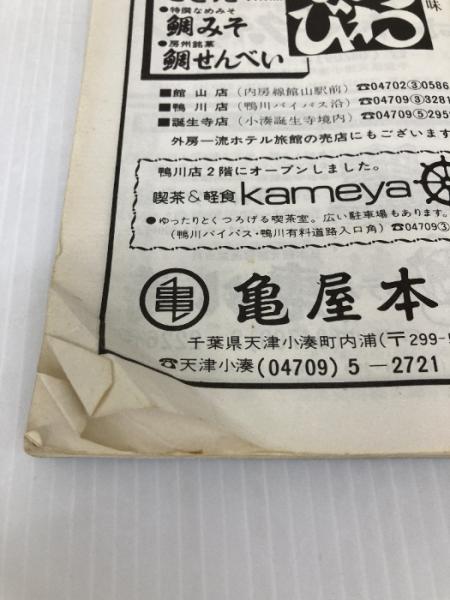 味
●特撰なめみそ
鯛みそ
●房州銘菓
鯛せんべい
びわ
■館山店(内房線館山駅前) ☎04702③0586
■鴨川店(鴨川バイパス沿) ☎04709③3281
■誕生寺店(小湊誕生寺境内) ☎04709⑤295
外房一流ホテル旅館の売店にもございます
鴨川店2階にオープンしました。
喫茶&軽食 kameya
●ゆったりとくつろげる喫茶室。広い駐車場もあります。
(鴨川バイパス・鴨川有料道路入口角) ☎04709③
亀 亀屋本
千葉県天津小湊町内浦(〒299-5
☎天津小湊(04709)5-2721